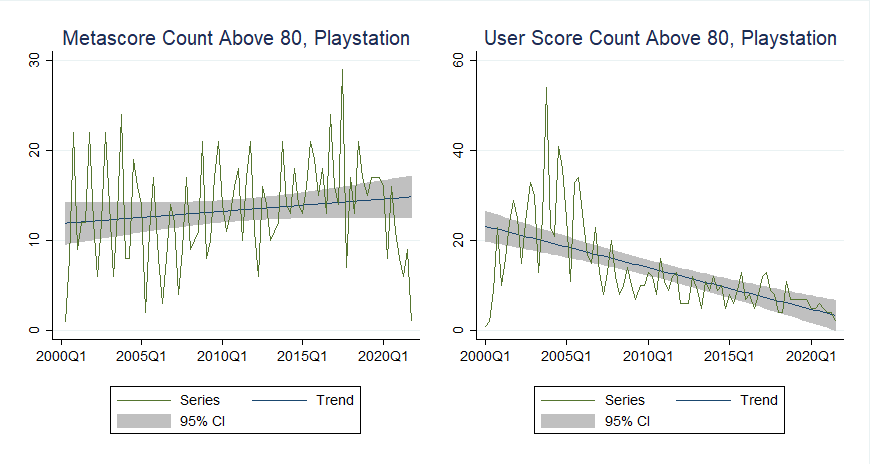 Metascore Count Above 80, Playstation
30
20
10
0
2000Q1 2005Q1 2010Q1 2015Q1 2020Q1
Series Trend
95% CI
User Score Count Above 80, Playstation
60
40
20
0
2000Q1 2005Q1 2010Q1 2015Q1 2020Q1
Series Trend
95% CI